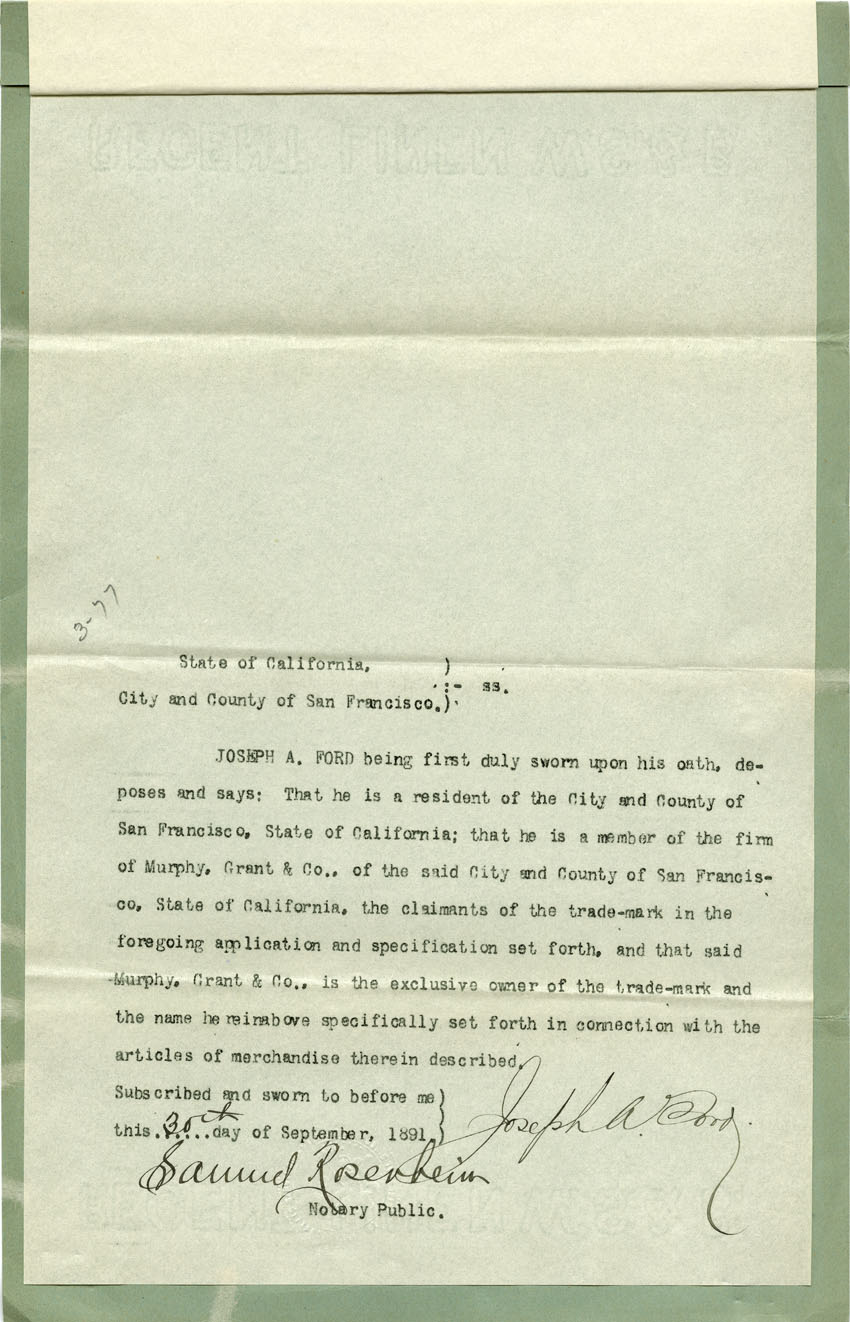 3-77
State of California, )
:- ss.
City and County of San Francisco.)
JOSEPH A. FORD being first duly sworn upon his oath, de-
poses and says: That he is a resident of the City and County of
San Francisco, State of California; that he is a member of the firm
of Murphy, Grant & Co., of the said City and County of San Francis-
co, State of California, the claimants of the trade-mark in the
foregoing application and specification set forth, and that said
Murphy, Grant & Co., is the exclusive owner of the trade-mark and
the name hereinabove specifically set forth in connection with the
articles of merchandise therein described.
Subscribed and sworn to before me)
this.30th..day of September, 1891.)
Joseph A. Ford
Samuel Rosenheim
Notary Public.